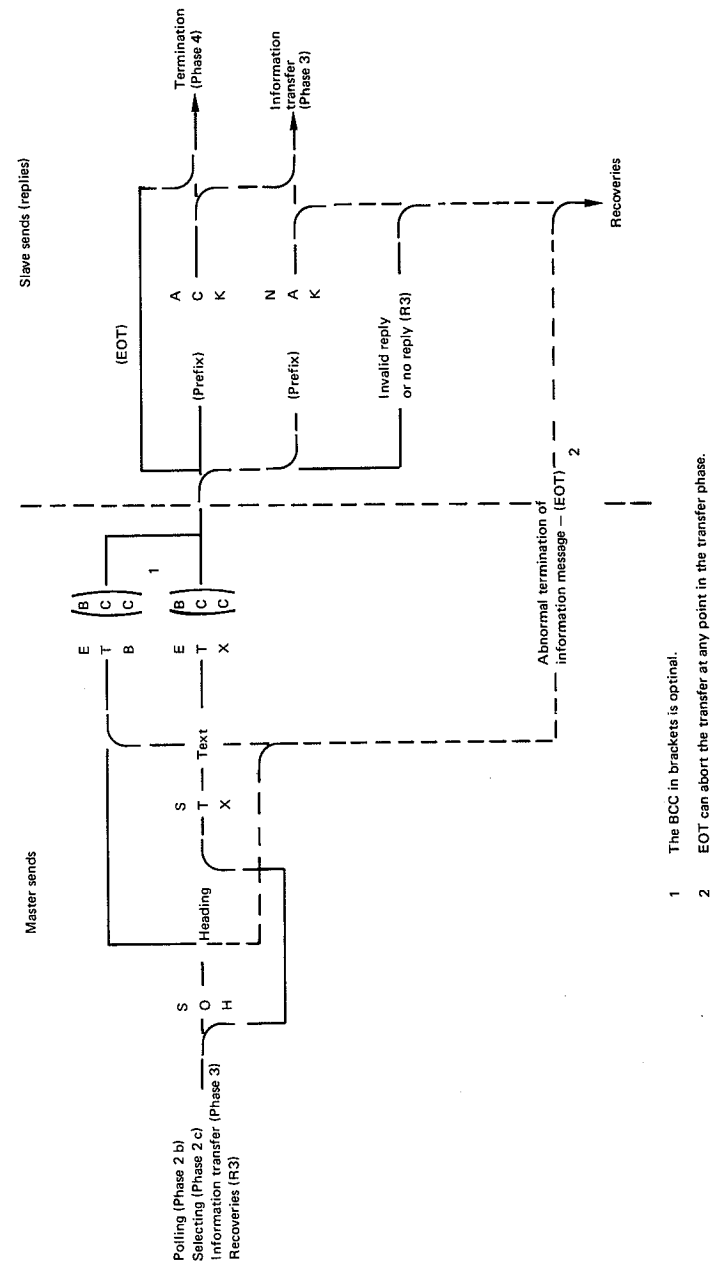 Master sends
Slave sends (replies)
Polling (Phase 2 b)
Selecting (Phase 2 c)
Information transfer (Phase 3)
Recoveries (R3)
S
O
H
Heading
S
T
X
Text
E
T
B
(B
C
C)
1
E
T
X
(B
C
C)
(EOT)
(Prefix)
A
C
K
Termination
(Phase 4)
(Prefix)
N
A
K
Information
transfer
(Phase 3)
Invalid reply
or no reply (R3)
Abnormal termination of
information message – (EOT)
2
Recoveries
1 The BCC in brackets is optinal.
2 EOT can abort the transfer at any point in the transfer phase.